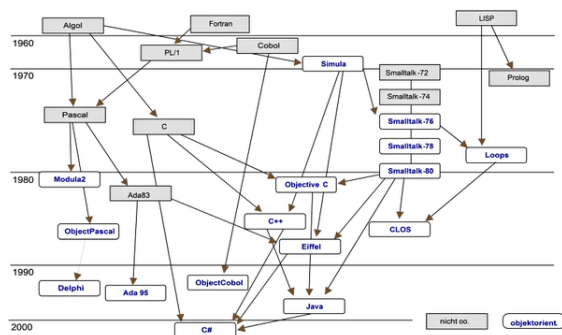 Algol
Fortran
LISP
1960
PL/1
Cobol
Simula
1970
Smalltalk-72
Prolog
Smalltalk-74
Pascal
C
Smalltalk-76
Smalltalk-78
Loops
1980
Modula2
Smalltalk-80
Ada83
Objective C
C++
ObjectPascal
CLOS
Eiffel
1990
ObjectCobol
Delphi
Ada 95
Java
2000
C#
nicht oo.
objektorient.